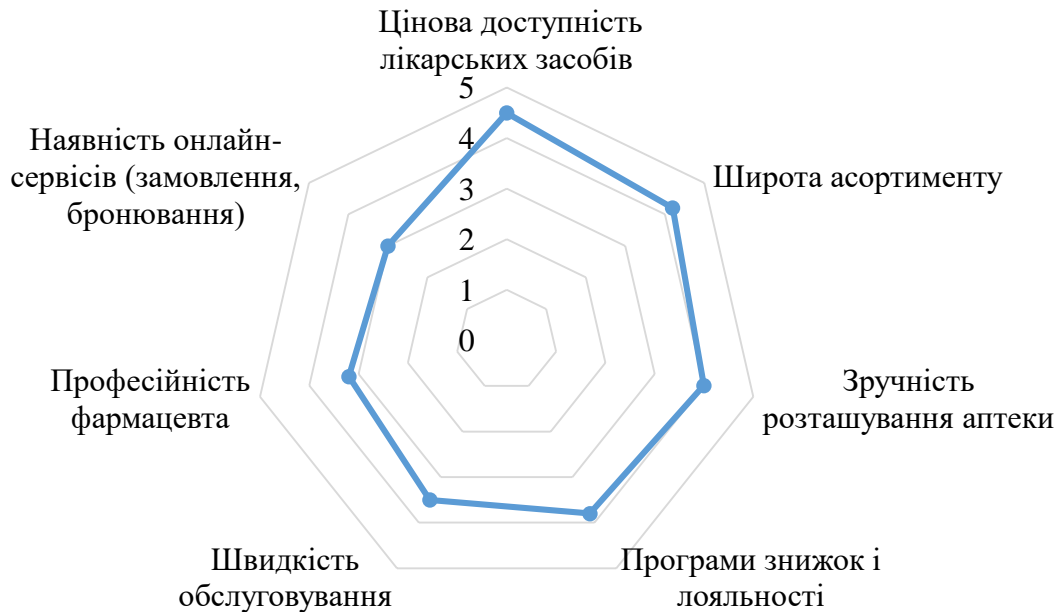 Цінова доступність
лікарських засобів
5
4
3
2
1
0
Широта асортименту
Зручність
розташування аптеки
Програми знижок і
лояльності
Швидкість
обслуговування
Професійність
фармацевта
Наявність онлайн-
сервісів (замовлення,
бронювання)